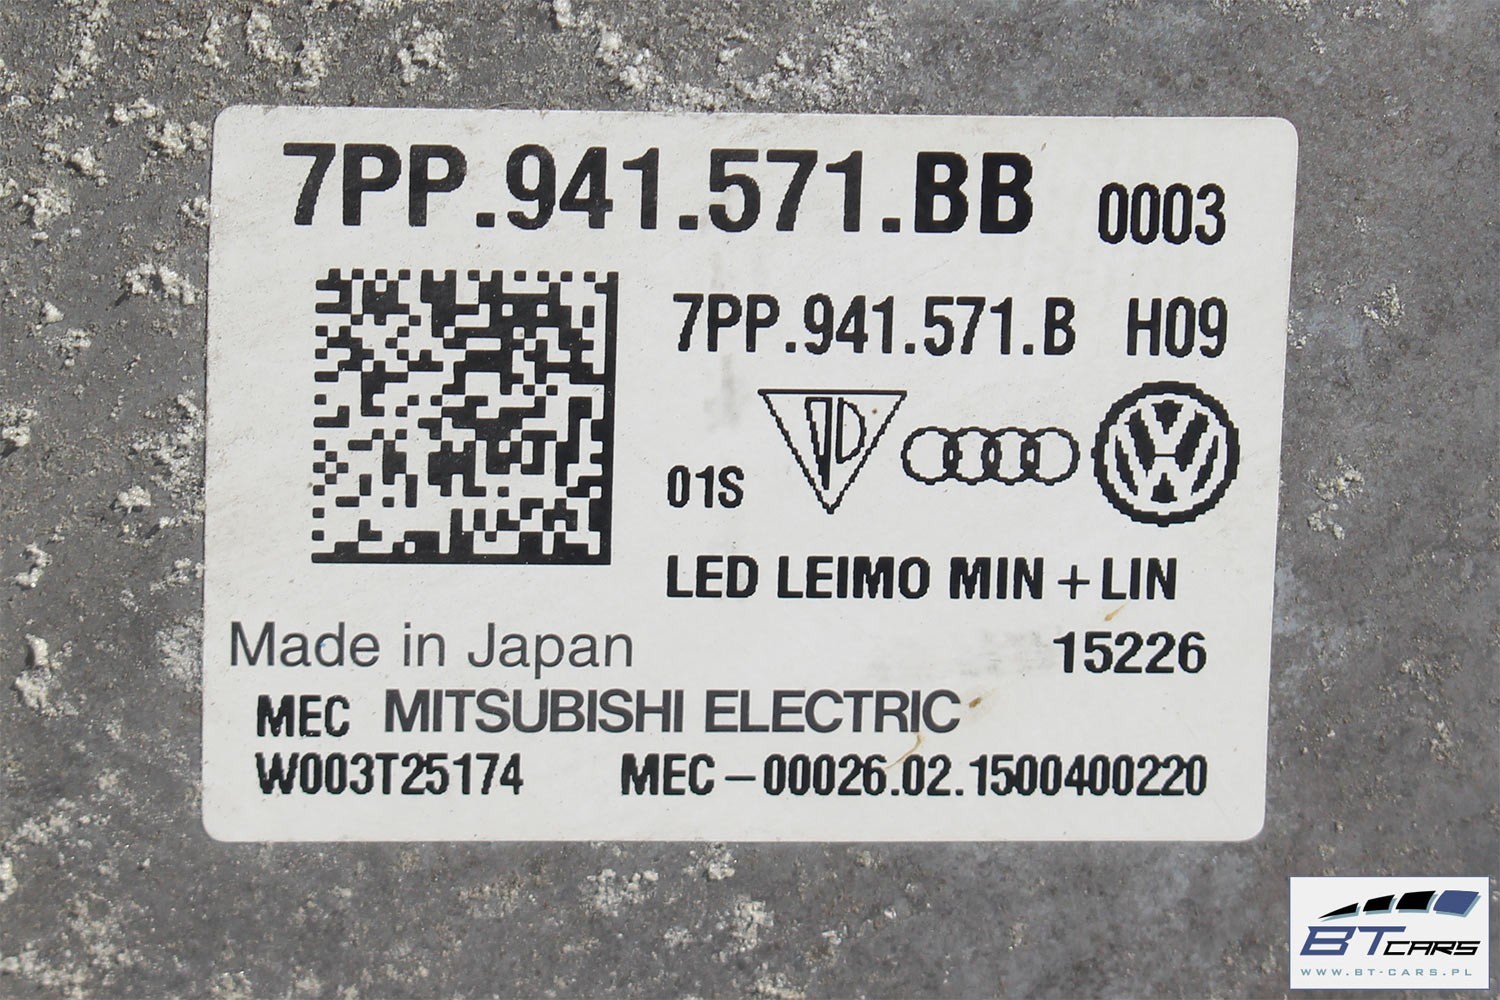 7PP.941.571.BB 0003
7PP.941.571.B H09
01S
LED LEIMO MIN + LIN
Made in Japan 15226
MEC MITSUBISHI ELECTRIC
W003T25174 MEC-00026.02.1500400220
BT CARS
WWW.BT-CARS.PL